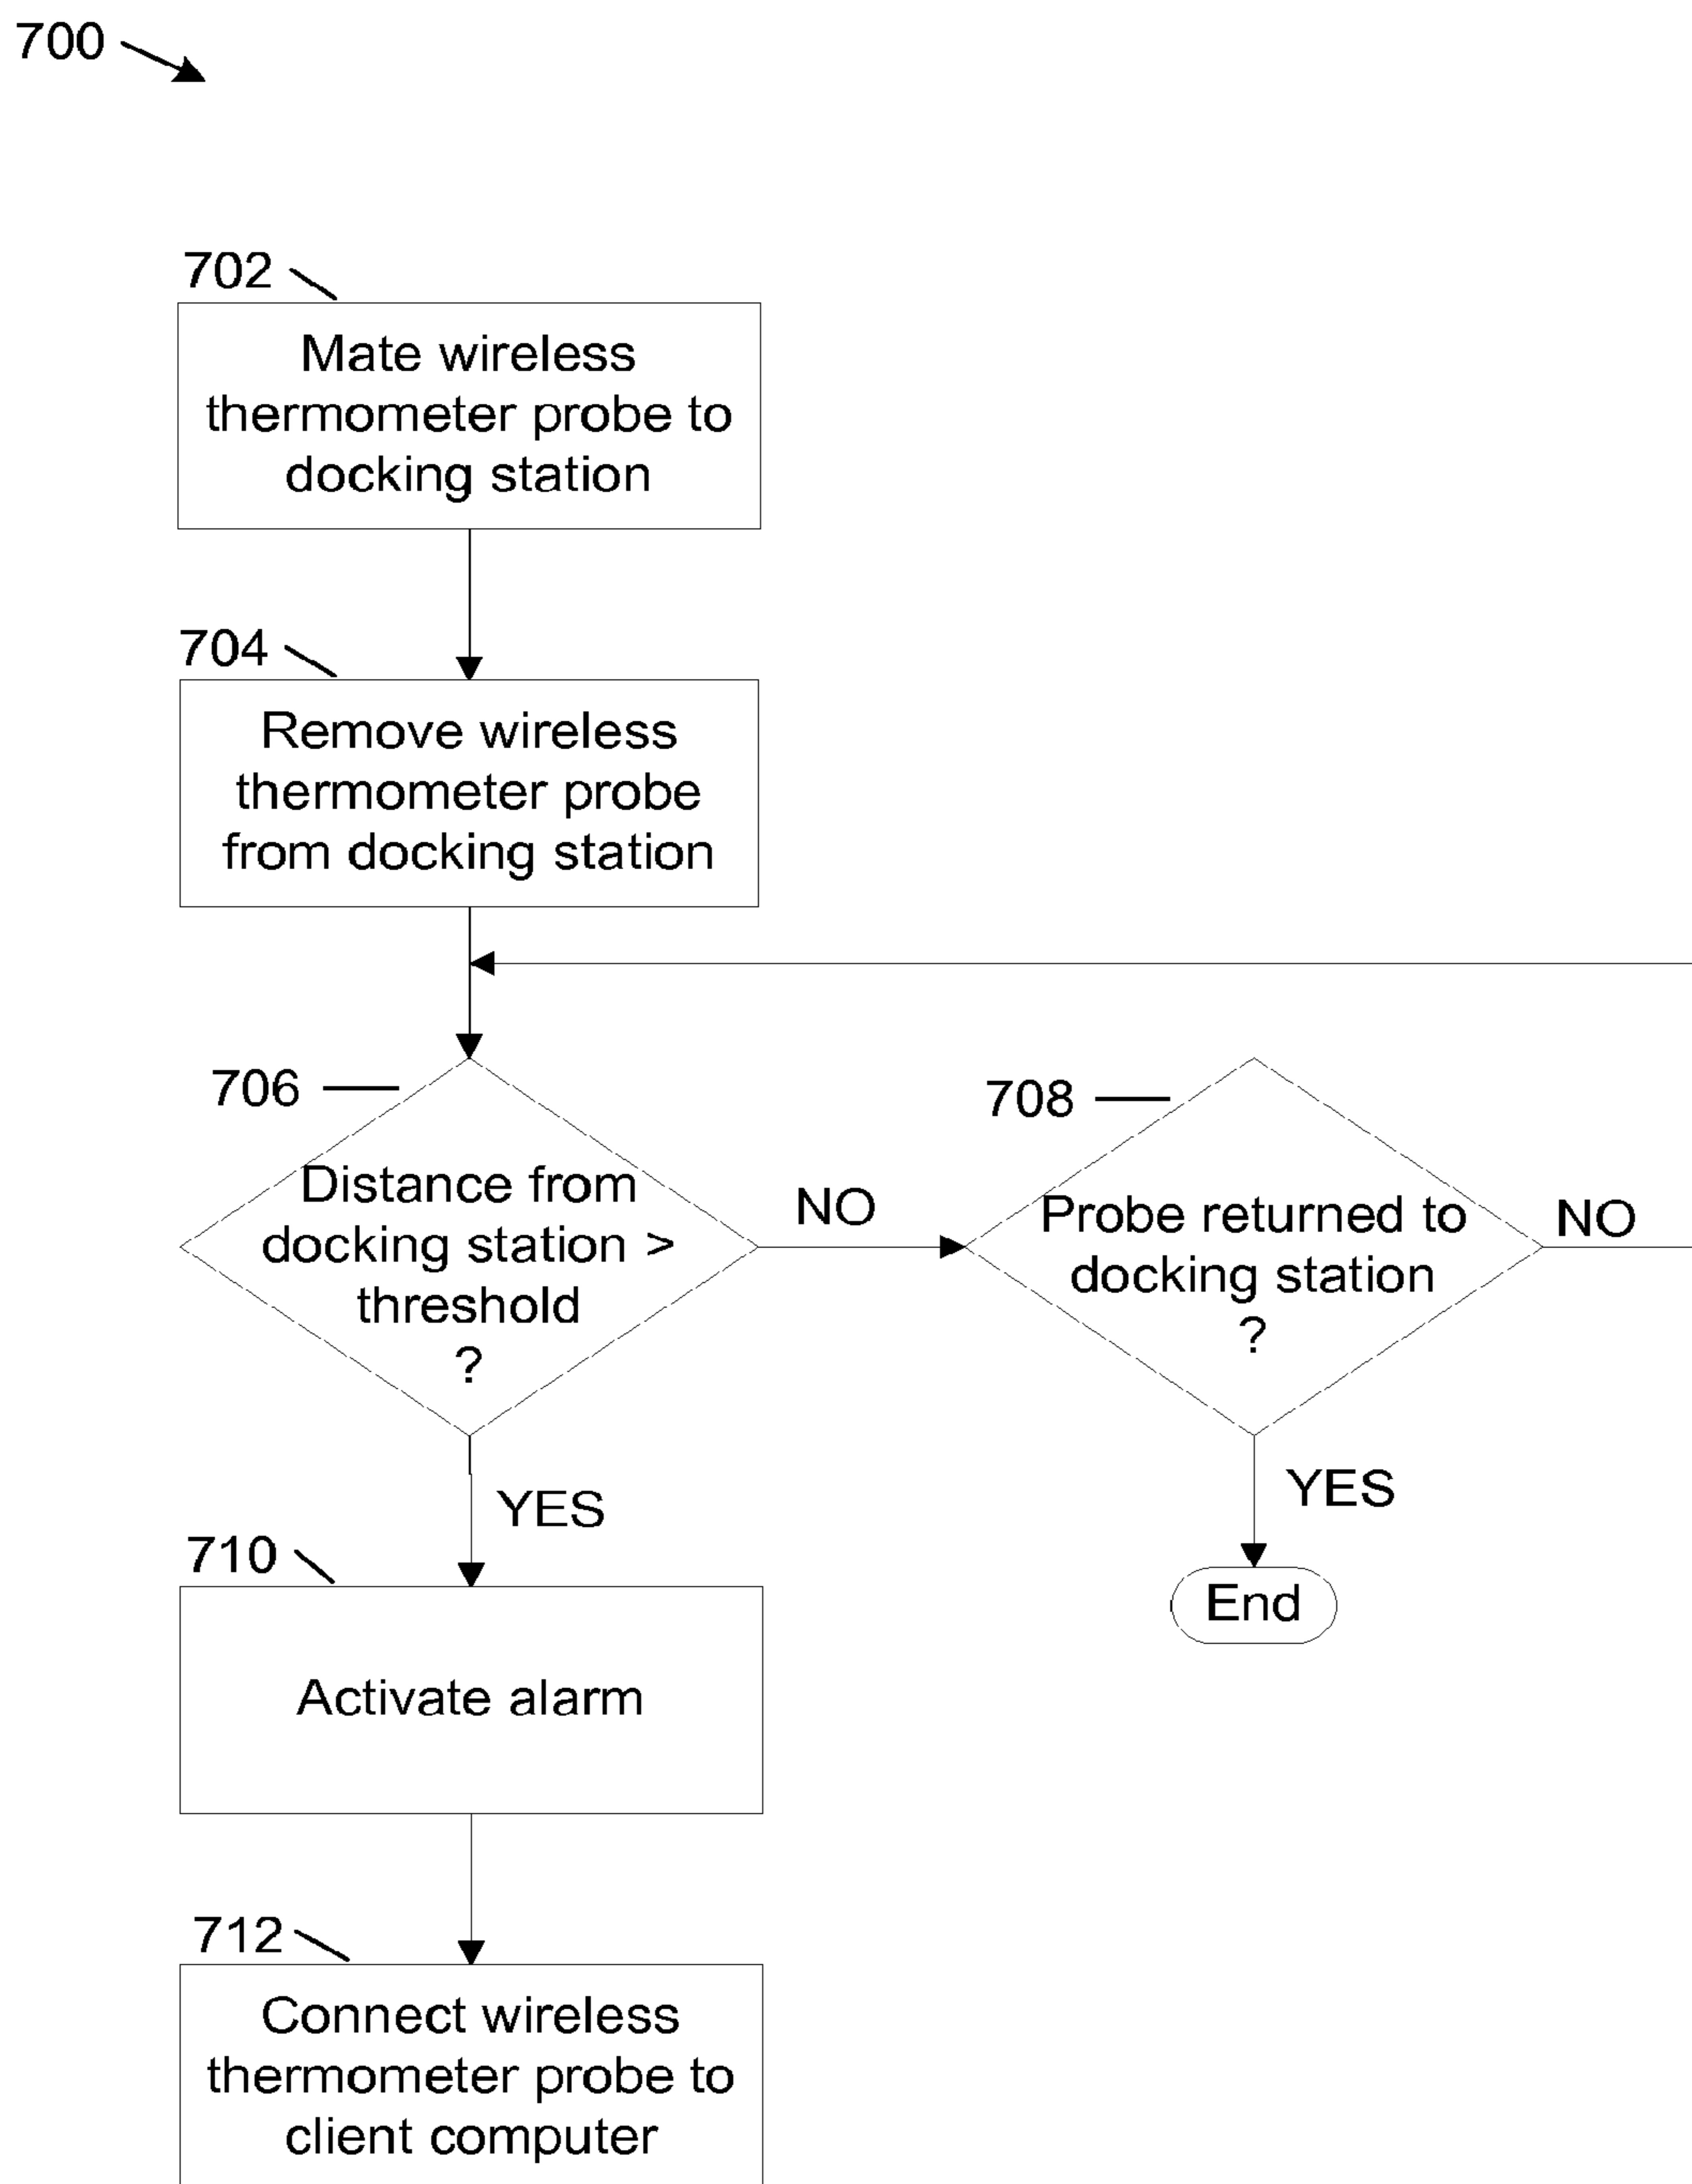 700
702
Mate wireless
thermometer probe to
docking station
704
Remove wireless
thermometer probe
from docking station
706
Distance from
docking station >
threshold
?
NO
708
Probe returned to
docking station
?
NO
YES
YES
End
710
Activate alarm
712
Connect wireless
thermometer probe to
client computer